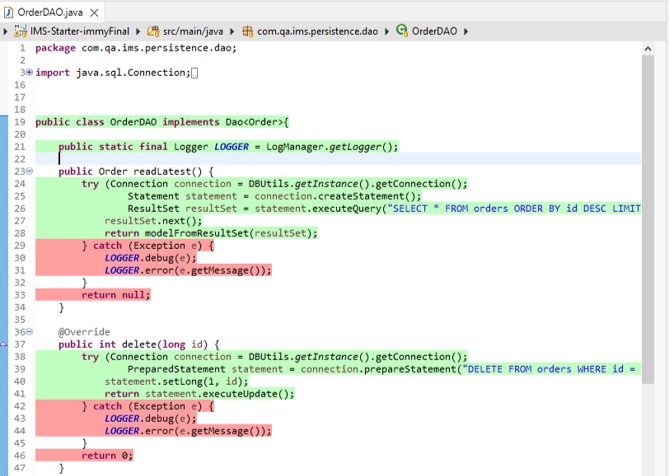 OrderDAO.java
IMS-Starter-immyFinal src/main/java com.qa.ims.persistence.dao OrderDAO
1 package com.qa.ims.persistence.dao;
2
3 import java.sql.Connection;
16
17
18
19 public class OrderDAO implements Dao<Order>{
20
21 public static final Logger LOGGER = LogManager.getLogger();
22
23 public Order readLatest() {
24 try (Connection connection = DBUtils.getInstance().getConnection();
25 Statement statement = connection.createStatement();
26 ResultSet resultSet = statement.executeQuery("SELECT * FROM orders ORDER BY id DESC LIMIT
27 resultSet.next();
28 return modelFromResultSet(resultSet);
29 } catch (Exception e) {
30 LOGGER.debug(e);
31 LOGGER.error(e.getMessage());
32 }
33 return null;
34 }
35
36 @Override
37 public int delete(long id) {
38 try (Connection connection = DBUtils.getInstance().getConnection();
39 PreparedStatement statement = connection.prepareStatement("DELETE FROM orders WHERE id =
40 statement.setLong(1, id);
41 return statement.executeUpdate();
42 } catch (Exception e) {
43 LOGGER.debug(e);
44 LOGGER.error(e.getMessage());
45 }
46 return 0;
47 }